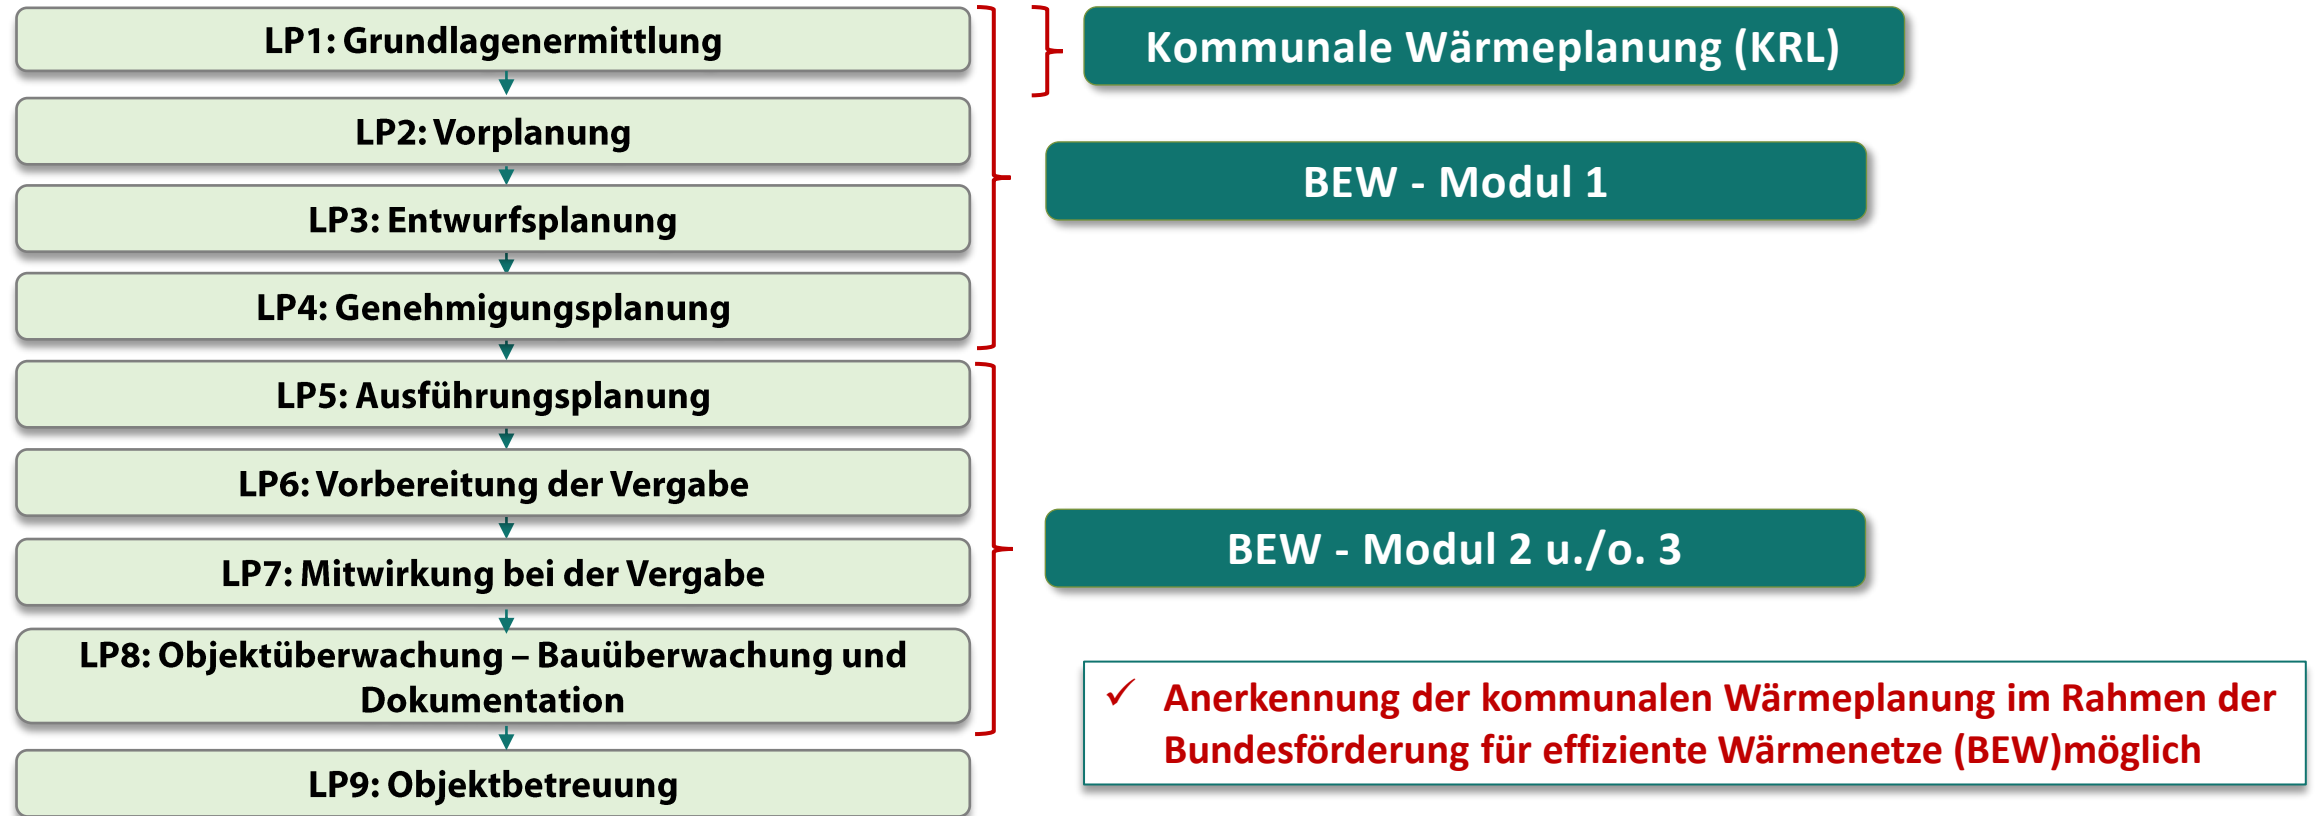 LP1: Grundlagenermittlung
LP2: Vorplanung
LP3: Entwurfsplanung
LP4: Genehmigungsplanung
LP5: Ausführungsplanung
LP6: Vorbereitung der Vergabe
LP7: Mitwirkung bei der Vergabe
LP8: Objektüberwachung – Bauüberwachung und
Dokumentation
LP9: Objektbetreuung
Kommunale Wärmeplanung (KRL)
BEW - Modul 1
BEW - Modul 2 u./o. 3
✓ Anerkennung der kommunalen Wärmeplanung im Rahmen der
Bundesförderung für effiziente Wärmenetze (BEW)möglich